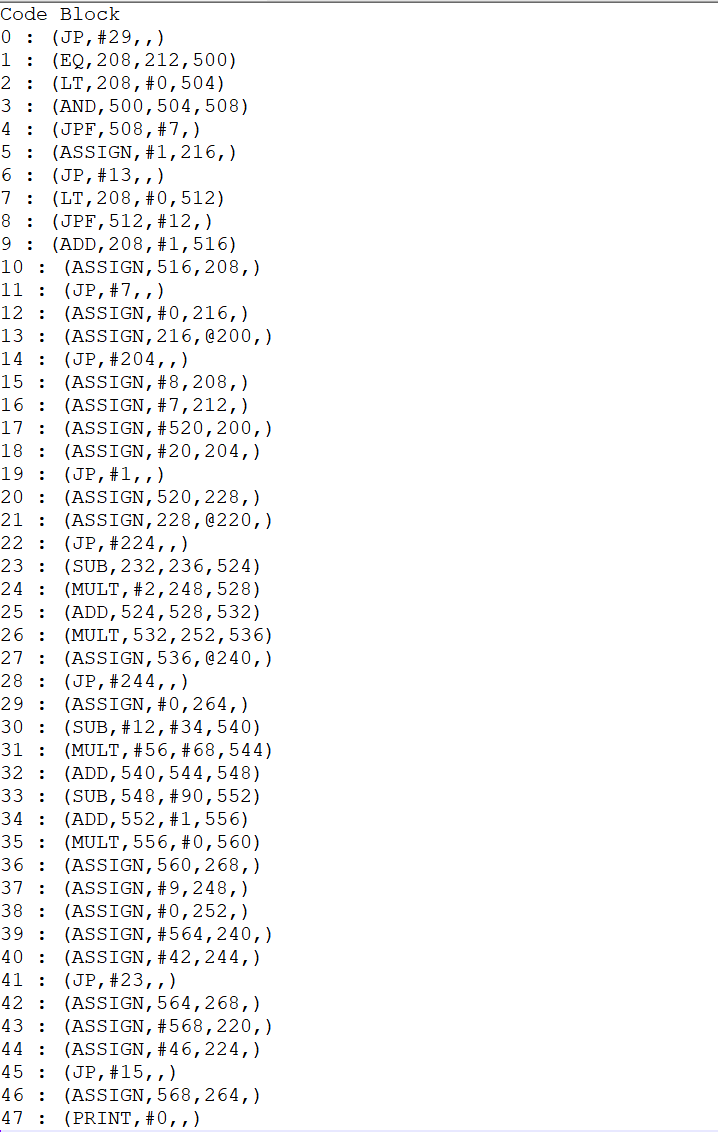 Code Block
0 : (JP,#29,,)
1 : (EQ,208,212,500)
2 : (LT,208,#0,504)
3 : (AND,500,504,508)
4 : (JPF,508,#7,)
5 : (ASSIGN,#1,216,)
6 : (JP,#13,,)
7 : (LT,208,#0,512)
8 : (JPF,512,#12,)
9 : (ADD,208,#1,516)
10 : (ASSIGN,516,208,)
11 : (JP,#7,,)
12 : (ASSIGN,#0,216,)
13 : (ASSIGN,216,@200,)
14 : (JP,#204,,)
15 : (ASSIGN,#8,208,)
16 : (ASSIGN,#7,212,)
17 : (ASSIGN,#520,200,)
18 : (ASSIGN,#20,204,)
19 : (JP,#1,,)
20 : (ASSIGN,520,228,)
21 : (ASSIGN,228,@220,)
22 : (JP,#224,,)
23 : (SUB,232,236,524)
24 : (MULT,#2,248,528)
25 : (ADD,524,528,532)
26 : (MULT,532,252,536)
27 : (ASSIGN,536,@240,)
28 : (JP,#244,,)
29 : (ASSIGN,#0,264,)
30 : (SUB,#12,#34,540)
31 : (MULT,#56,#68,544)
32 : (ADD,540,544,548)
33 : (SUB,548,#90,552)
34 : (ADD,552,#1,556)
35 : (MULT,556,#0,560)
36 : (ASSIGN,560,268,)
37 : (ASSIGN,#9,248,)
38 : (ASSIGN,#0,252,)
39 : (ASSIGN,#564,240,)
40 : (ASSIGN,#42,244,)
41 : (JP,#23,,)
42 : (ASSIGN,564,268,)
43 : (ASSIGN,#568,220,)
44 : (ASSIGN,#46,224,)
45 : (JP,#15,,)
46 : (ASSIGN,568,264,)
47 : (PRINT,#0,,)